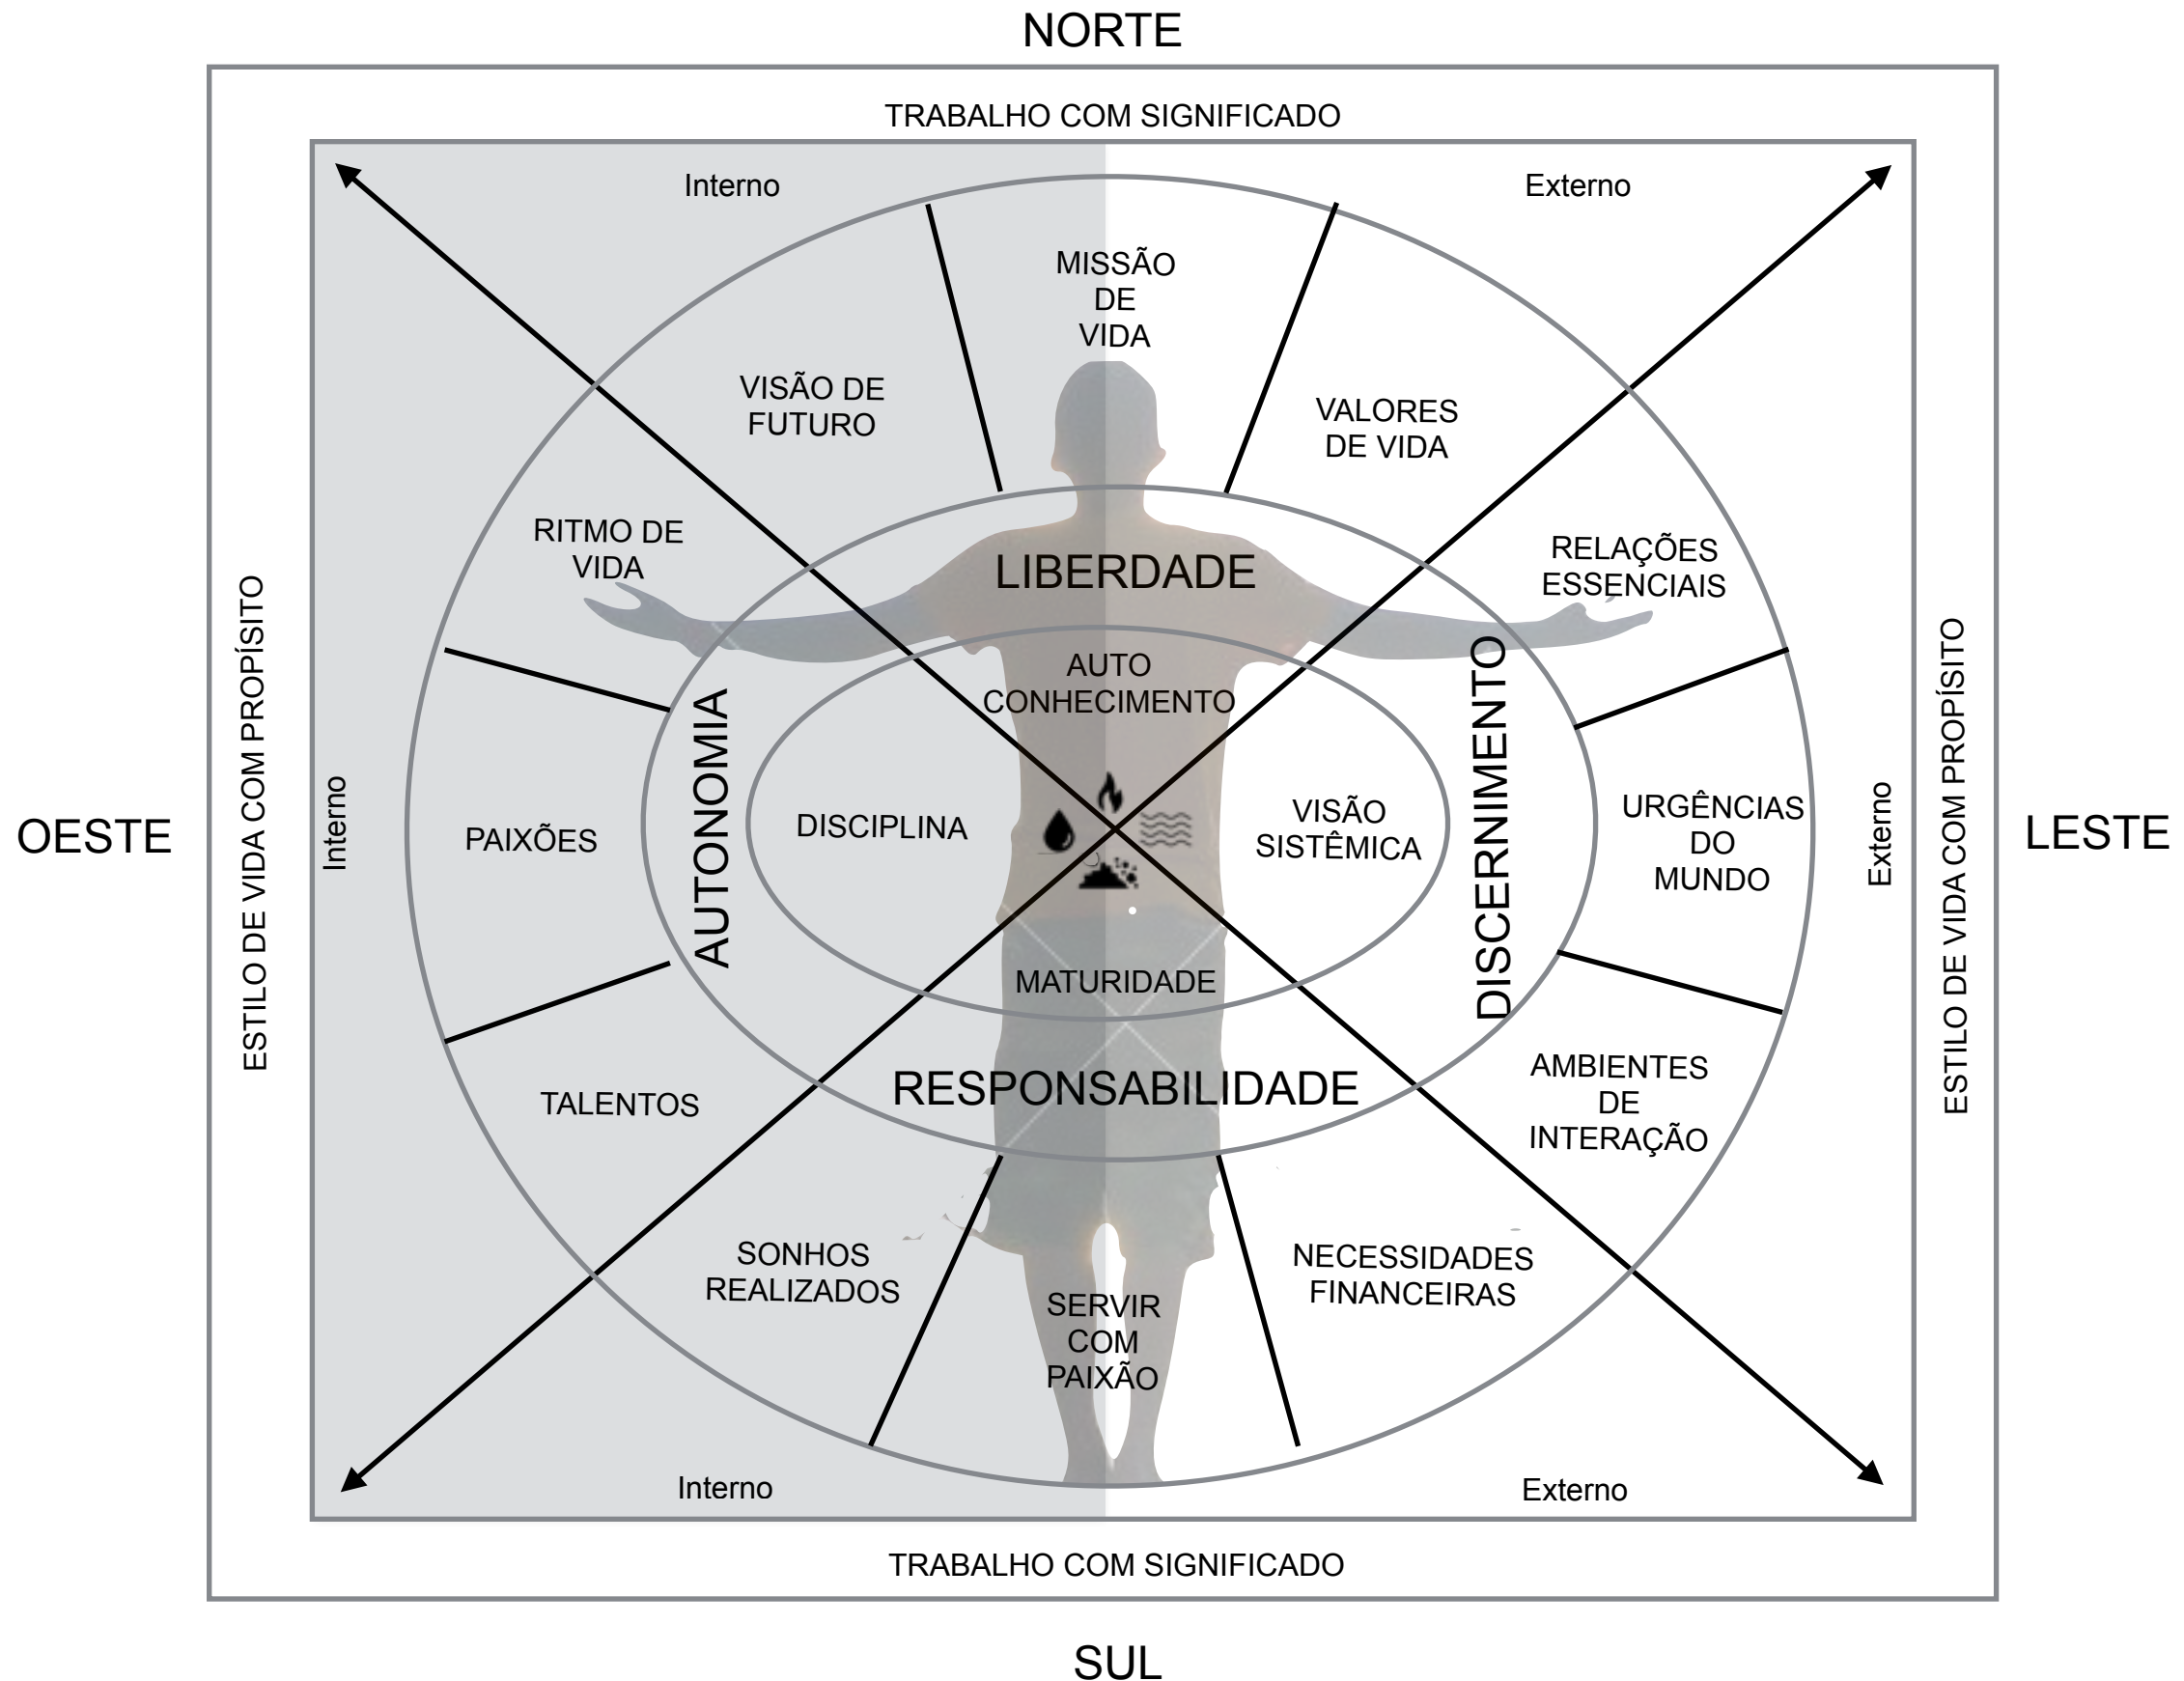 NORTE
TRABALHO COM SIGNIFICADO
Interno
Externo
MISSÃO
DE
VIDA
VISÃO DE
FUTURO
VALORES
DE VIDA
RITMO DE
VIDA
RELAÇÕES
ESSENCIAIS
LIBERDADE
AUTO
CONHECIMENTO
OESTE
ESTILO DE VIDA COM PROPÍSITO
Interno
PAIXÕES
AUTONOMIA
DISCIPLINA
VISÃO
SISTÊMICA
DISCERNIMENTO
URGÊNCIAS
DO
MUNDO
Externo
ESTILO DE VIDA COM PROPÍSITO
LESTE
MATURIDADE
RESPONSABILIDADE
TALENTOS
AMBIENTES
DE
INTERAÇÃO
SONHOS
REALIZADOS
SERVIR
COM
PAIXÃO
NECESSIDADES
FINANCEIRAS
Interno
Externo
TRABALHO COM SIGNIFICADO
SUL